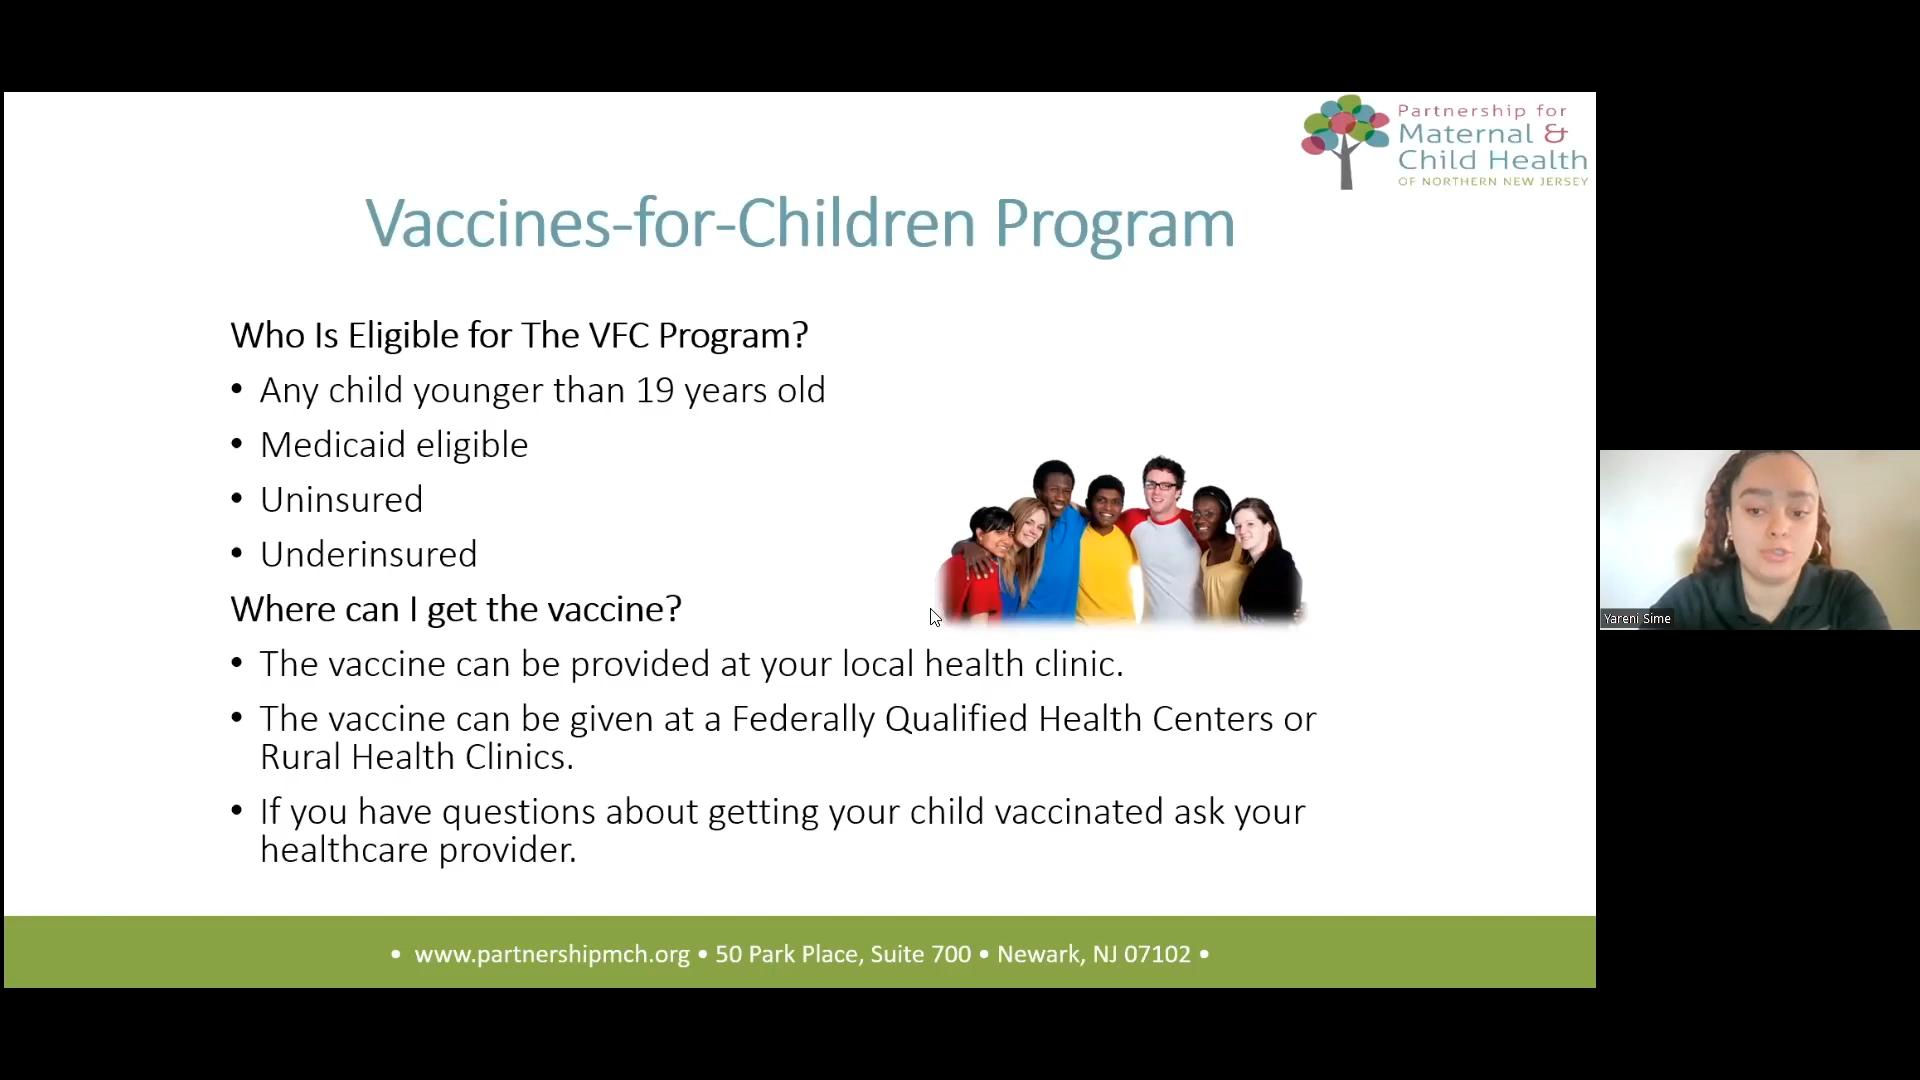 Partnership for
Maternal &
Child Health
OF NORTHERN NEW JERSEY
Vaccines-for-Children Program
Who Is Eligible for The VFC Program?
• Any child younger than 19 years old
• Medicaid eligible
• Uninsured
• Underinsured
Where can I get the vaccine?
• The vaccine can be provided at your local health clinic.
• The vaccine can be given at a Federally Qualified Health Centers or
Rural Health Clinics.
• If you have questions about getting your child vaccinated ask your
healthcare provider.
• www.partnershipmch.org • 50 Park Place, Suite 700 • Newark, NJ 07102 •
Yareni Sime